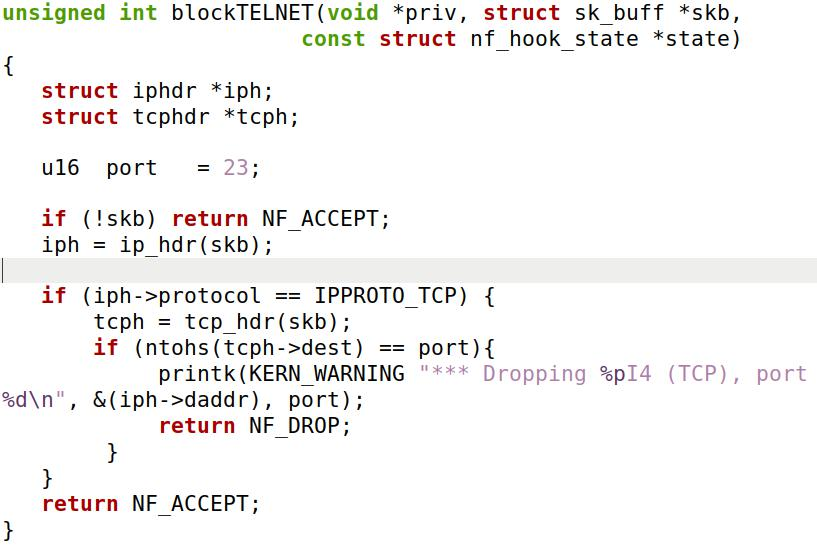 unsigned int blockTELNET(void *priv, struct sk_buff *skb,
                       const struct nf_hook_state *state)
{
   struct iphdr *iph;
   struct tcphdr *tcph;

   u16  port   = 23;

   if (!skb) return NF_ACCEPT;
   iph = ip_hdr(skb);

   if (iph->protocol == IPPROTO_TCP) {
       tcph = tcp_hdr(skb);
       if (ntohs(tcph->dest) == port){
            printk(KERN_WARNING "*** Dropping %pI4 (TCP), port
%d\n", &(iph->daddr), port);
            return NF_DROP;
        }
   }
   return NF_ACCEPT;
}